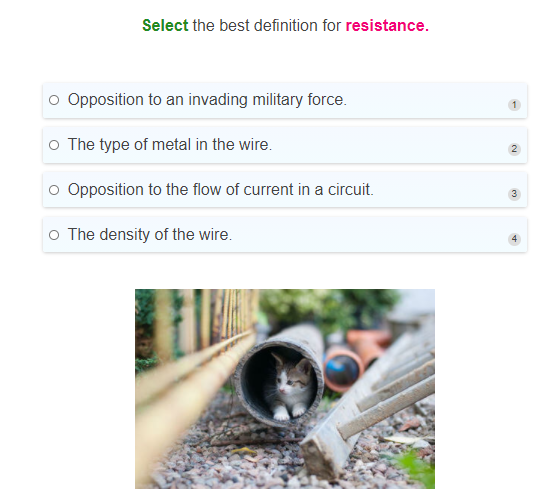 Select the best definition for resistance.
Opposition to an invading military force.
1
The type of metal in the wire.
2
Opposition to the flow of current in a circuit.
3
The density of the wire.
4